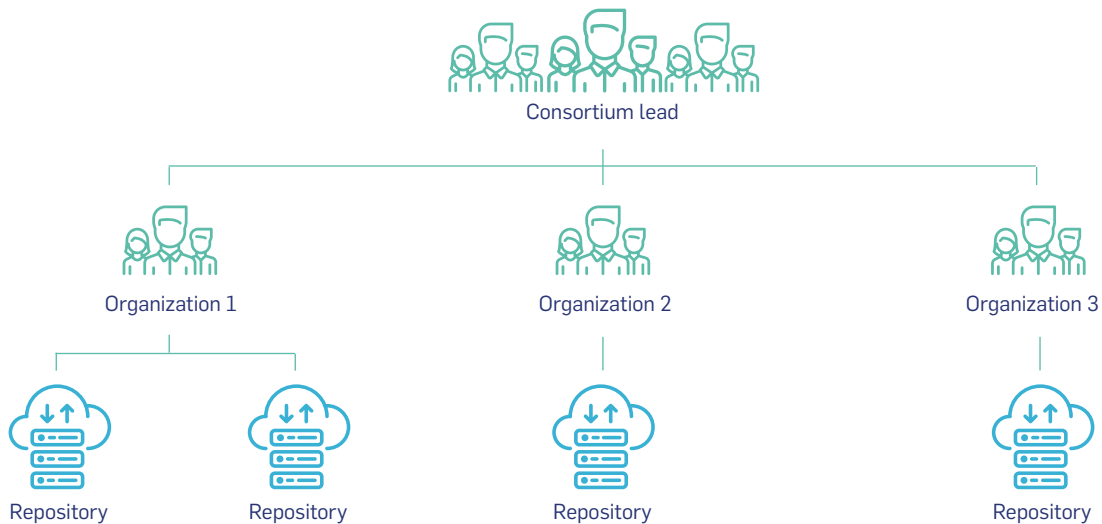 Consortium lead
Organization 1
Organization 2
Organization 3
Repository
Repository
Repository
Repository